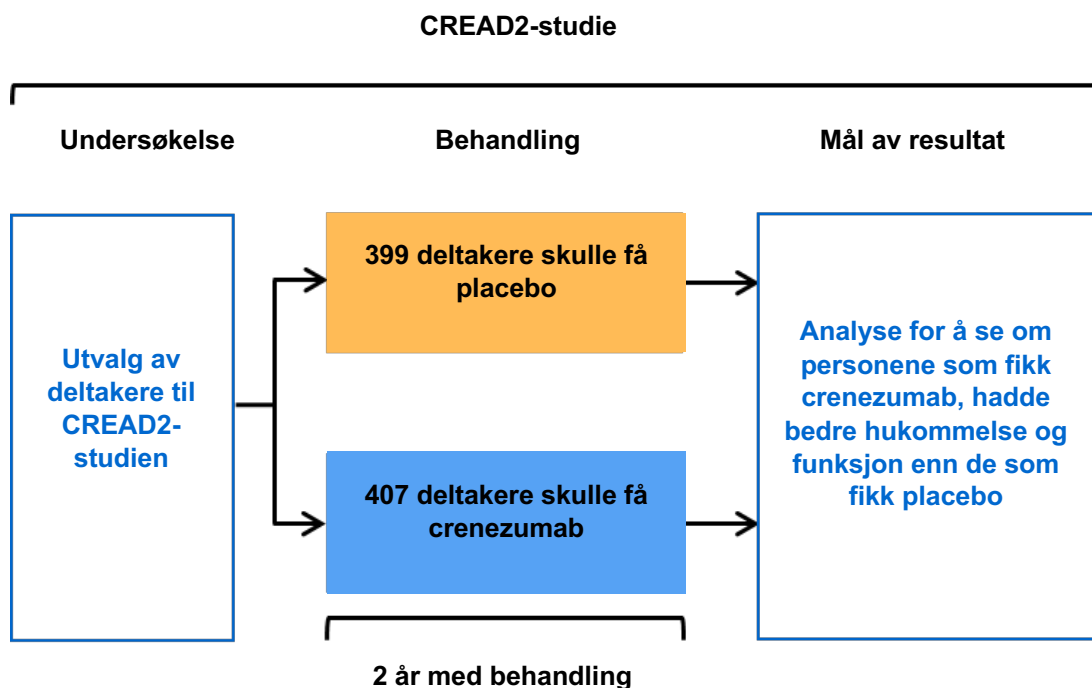 CREAD2-studie
Undersøkelse
Behandling
Mål av resultat
Utvalg av
deltakere til
CREAD2-
studien
399 deltakere skulle få
placebo
407 deltakere skulle få
crenezumab
Analyse for å se om
personene som fikk
crenezumab, hadde
bedre hukommelse og
funksjon enn de som
fikk placebo
2 år med behandling